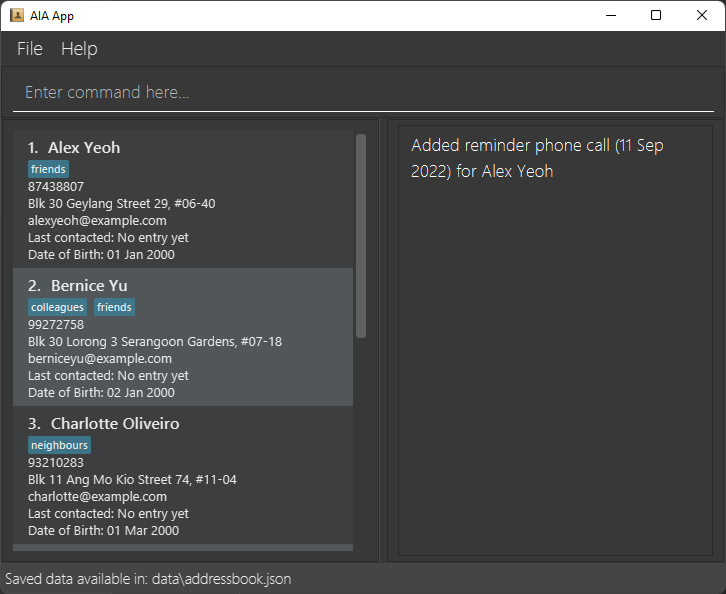 AIA App
File Help
Enter command here...
1. Alex Yeoh
friends
87438807
Blk 30 Geylang Street 29, #06-40
alexyeoh@example.com
Last contacted: No entry yet
Date of Birth: 01 Jan 2000
2. Bernice Yu
colleagues friends
99272758
Blk 30 Lorong 3 Serangoon Gardens, #07-18
berniceyu@example.com
Last contacted: No entry yet
Date of Birth: 02 Jan 2000
3. Charlotte Oliveiro
neighbours
93210283
Blk 11 Ang Mo Kio Street 74, #11-04
charlotte@example.com
Last contacted: No entry yet
Date of Birth: 01 Mar 2000
Added reminder phone call (11 Sep
2022) for Alex Yeoh
Saved data available in: data\addressbook.json